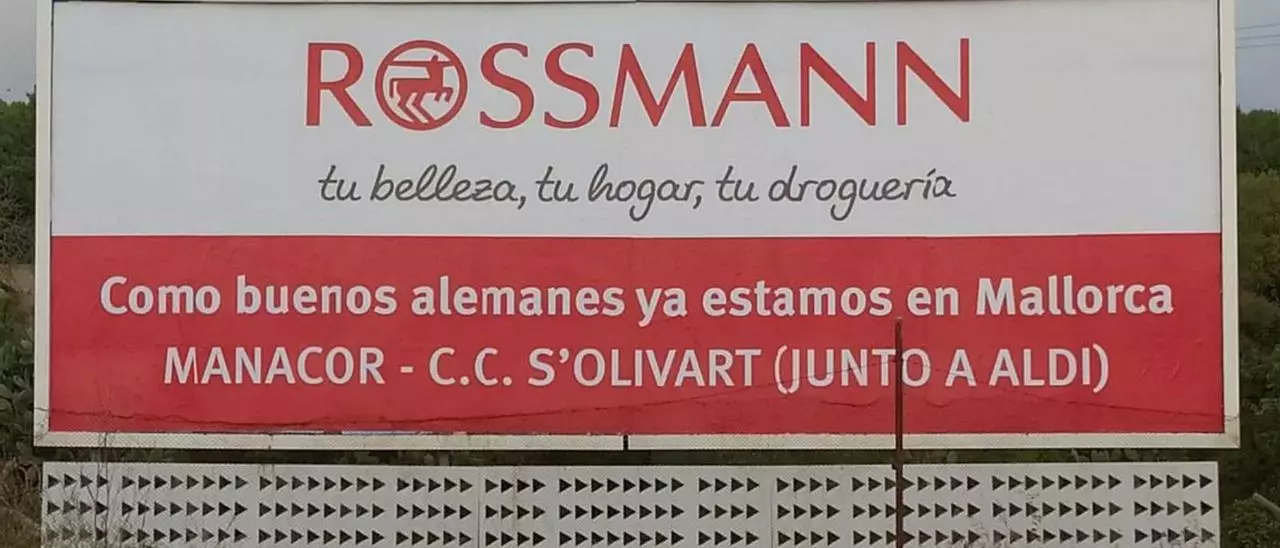 ROSSMANN
tu belleza, tu hogar, tu droguería
Como buenos alemanes ya estamos en Mallorca
MANACOR - C.C. S'OLIVART (JUNTO A ALDI)